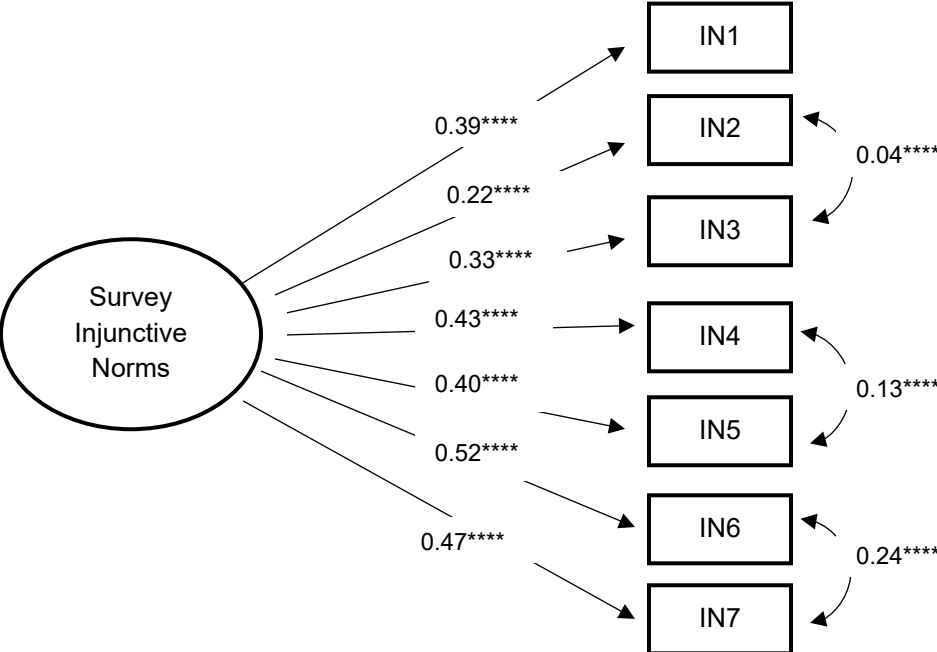 Survey
Injunctive
Norms
0.39****
0.22****
0.33****
0.43****
0.40****
0.52****
0.47****
IN1
IN2
IN3
IN4
IN5
IN6
IN7
0.04****
0.13****
0.24****